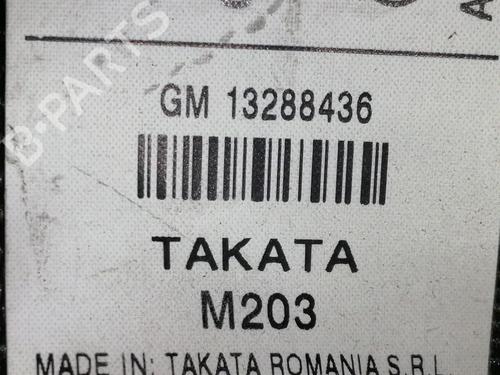 GM 13288436
TAKATA
M203
MADE IN: TAKATA ROMANIA S.R.L.
B-PARTS